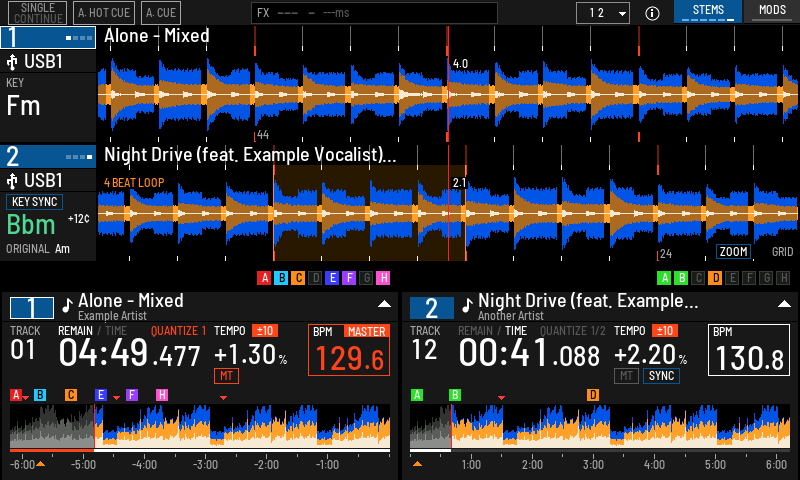 SINGLE
CONTINUE
A. HOT CUE
A. CUE
FX --- - ---ms
1 2
STEMS
MODS
1
Alone - Mixed
USB1
KEY
Fm
4.0
44
2
Night Drive (feat. Example Vocalist)...
USB1
4 BEAT LOOP
2.1
KEY SYNC
Bbm +12¢
ORIGINAL Am
24
ZOOM
GRID
A B C D E F G H
A B C D E F G H
1
Alone - Mixed
Example Artist
TRACK
01
REMAIN / TIME
QUANTIZE 1
04:49.477
TEMPO ±10
+1.30%
MT
BPM MASTER
129.6
A B C E F H
-6:00 -5:00 -4:00 -3:00 -2:00 -1:00
2
Night Drive (feat. Example...
Another Artist
TRACK
12
REMAIN / TIME
QUANTIZE 1/2
00:41.088
TEMPO ±10
+2.20%
MT SYNC
BPM
130.8
A B D
1:00 2:00 3:00 4:00 5:00 6:00